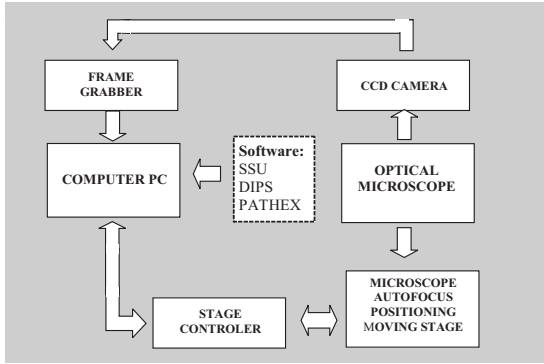 FRAME
GRABBER
CCD CAMERA
COMPUTER PC
Software:
SSU
DIPS
PATHEX
OPTICAL
MICROSCOPE
STAGE
CONTROLER
MICROSCOPE
AUTOFOCUS
POSITIONING
MOVING STAGE